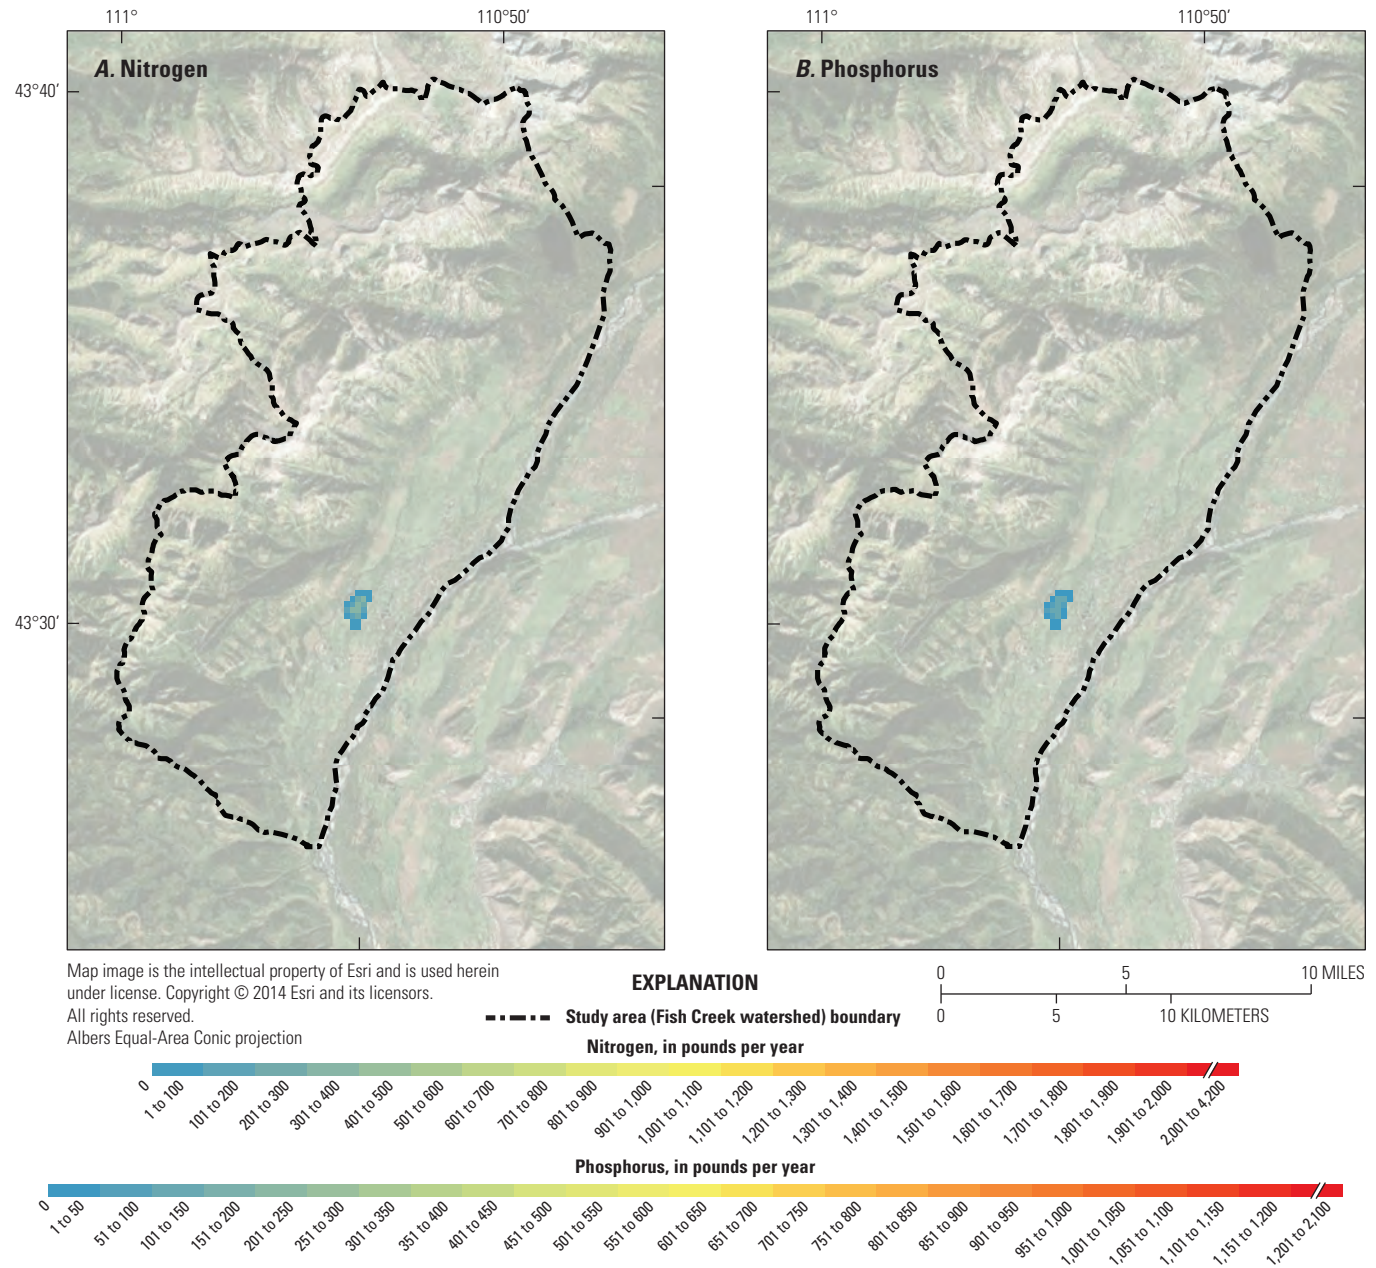 111°
110°50′
111°
110°50′
A. Nitrogen
B. Phosphorus
43°40′
43°30′
Map image is the intellectual property of Esri and is used herein
under license. Copyright © 2014 Esri and its licensors.
All rights reserved.
Albers Equal-Area Conic projection
EXPLANATION
Study area (Fish Creek watershed) boundary
0 5 10 MILES
0 5 10 KILOMETERS
Nitrogen, in pounds per year
0
1 to 100
101 to 200
201 to 300
301 to 400
401 to 500
501 to 600
601 to 700
701 to 800
801 to 900
901 to 1,000
1,001 to 1,100
1,101 to 1,200
1,201 to 1,300
1,301 to 1,400
1,401 to 1,500
1,501 to 1,600
1,601 to 1,700
1,701 to 1,800
1,801 to 1,900
1,901 to 2,000
2,001 to 4,200
Phosphorus, in pounds per year
0
1 to 50
51 to 100
101 to 150
151 to 200
201 to 250
251 to 300
301 to 350
351 to 400
401 to 450
451 to 500
501 to 550
551 to 600
601 to 650
651 to 700
701 to 750
751 to 800
801 to 850
851 to 900
901 to 950
951 to 1,000
1,001 to 1,050
1,051 to 1,100
1,101 to 1,150
1,151 to 1,200
1,201 to 2,100